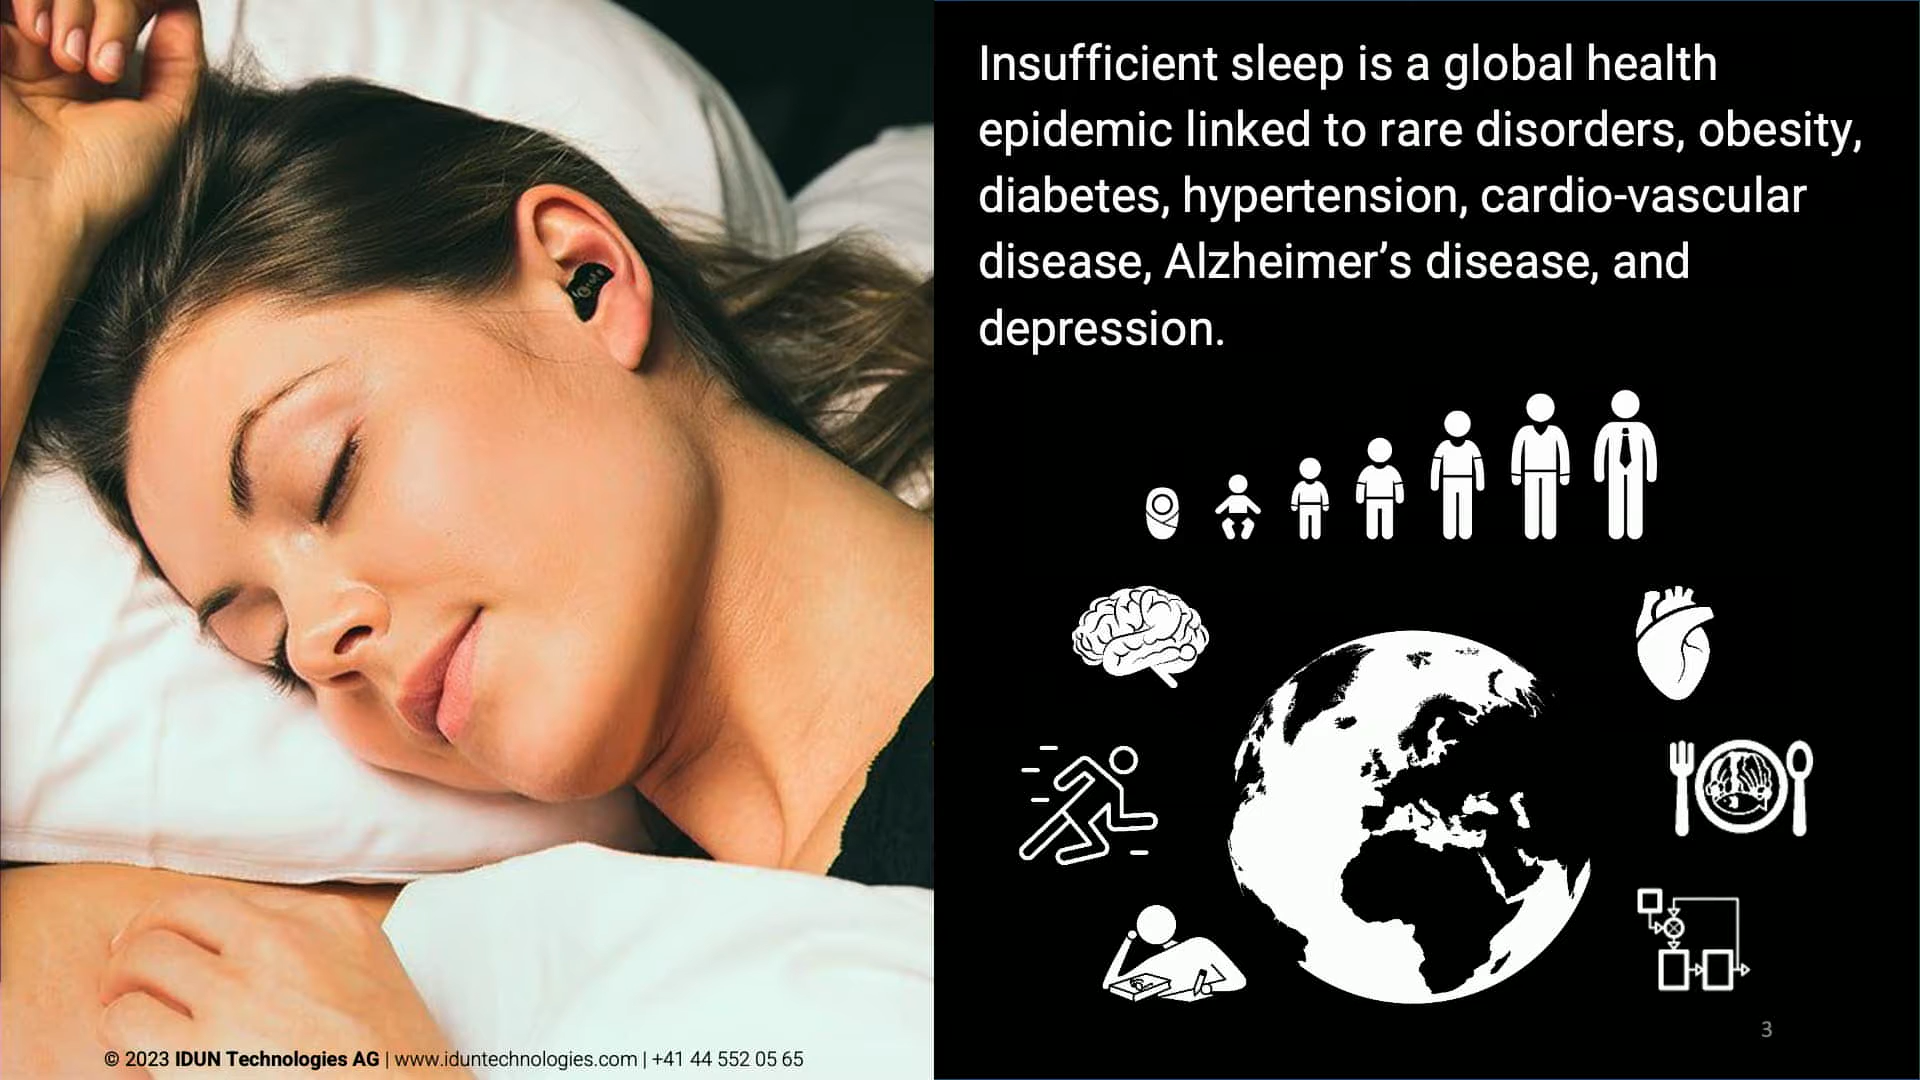 Insufficient sleep is a global health
epidemic linked to rare disorders, obesity,
diabetes, hypertension, cardio-vascular
disease, Alzheimer’s disease, and
depression.
3
© 2023 IDUN Technologies AG | www.iduntechnologies.com | +41 44 552 05 65